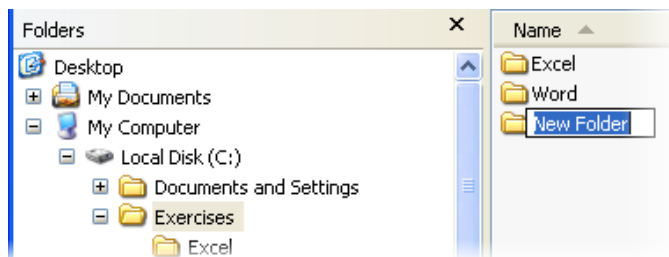 Folders
Desktop
My Documents
My Computer
Local Disk (C:)
Documents and Settings
Exercises
Excel
Name
Excel
Word
New Folder